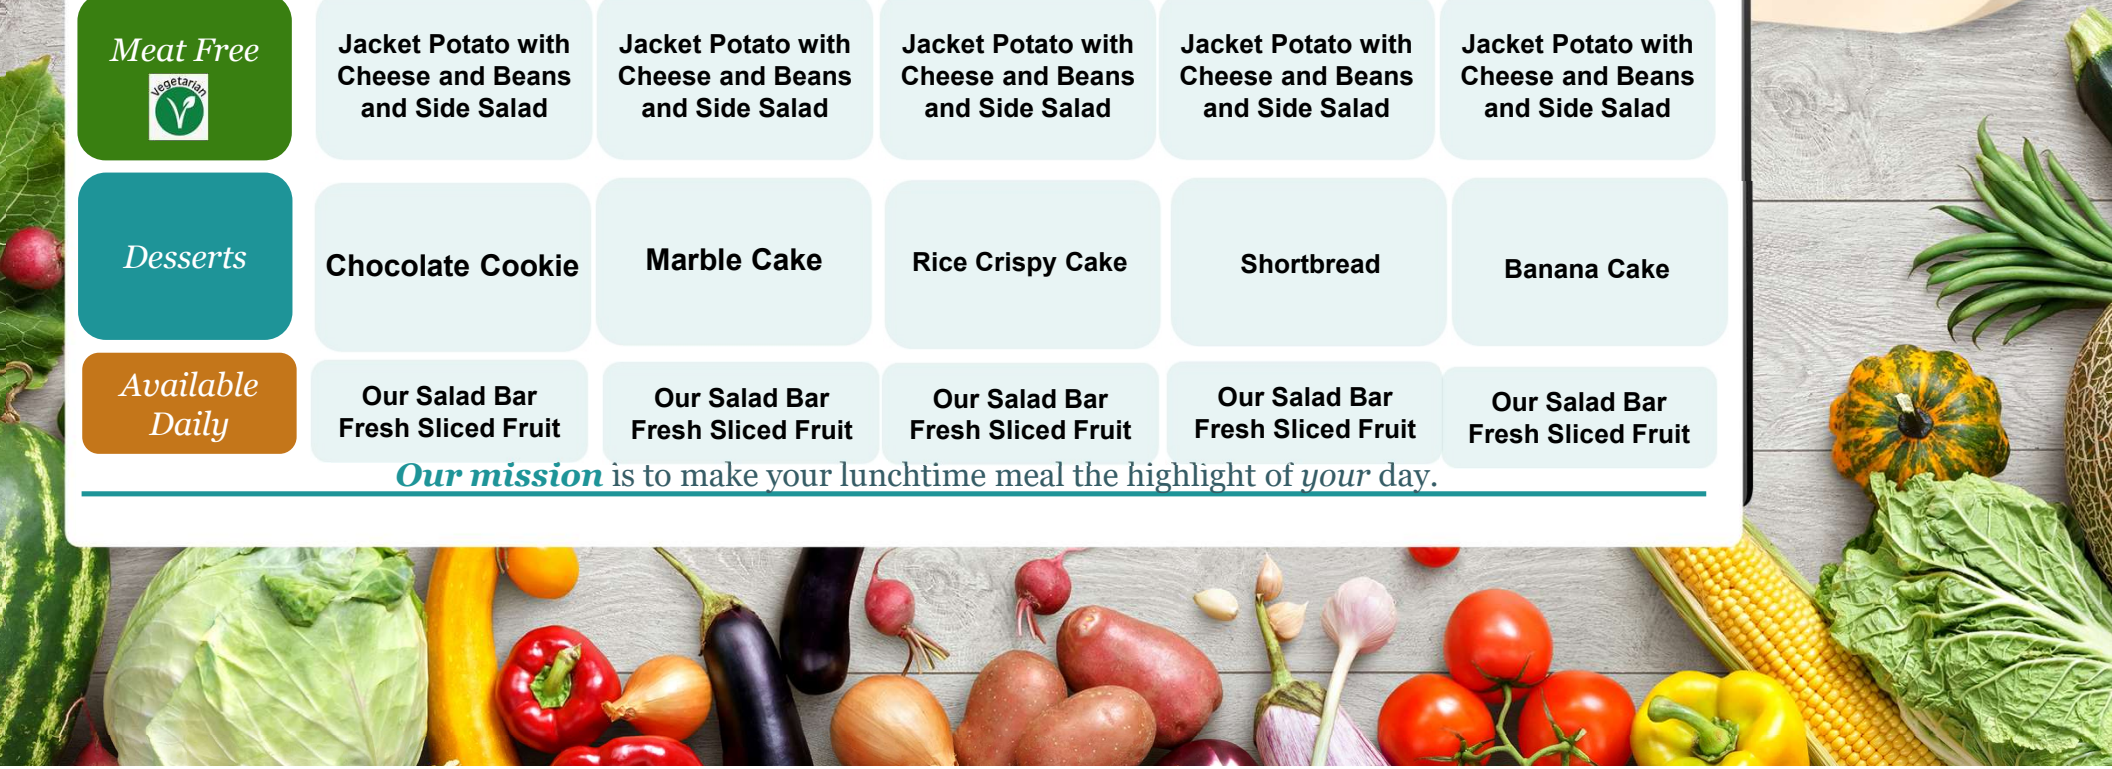 Meat Free
Vegetarian
Jacket Potato with
Cheese and Beans
and Side Salad
Jacket Potato with
Cheese and Beans
and Side Salad
Jacket Potato with
Cheese and Beans
and Side Salad
Jacket Potato with
Cheese and Beans
and Side Salad
Jacket Potato with
Cheese and Beans
and Side Salad
Desserts
Chocolate Cookie
Marble Cake
Rice Crispy Cake
Shortbread
Banana Cake
Available
Daily
Our Salad Bar
Fresh Sliced Fruit
Our Salad Bar
Fresh Sliced Fruit
Our Salad Bar
Fresh Sliced Fruit
Our Salad Bar
Fresh Sliced Fruit
Our Salad Bar
Fresh Sliced Fruit
Our mission is to make your lunchtime meal the highlight of your day.